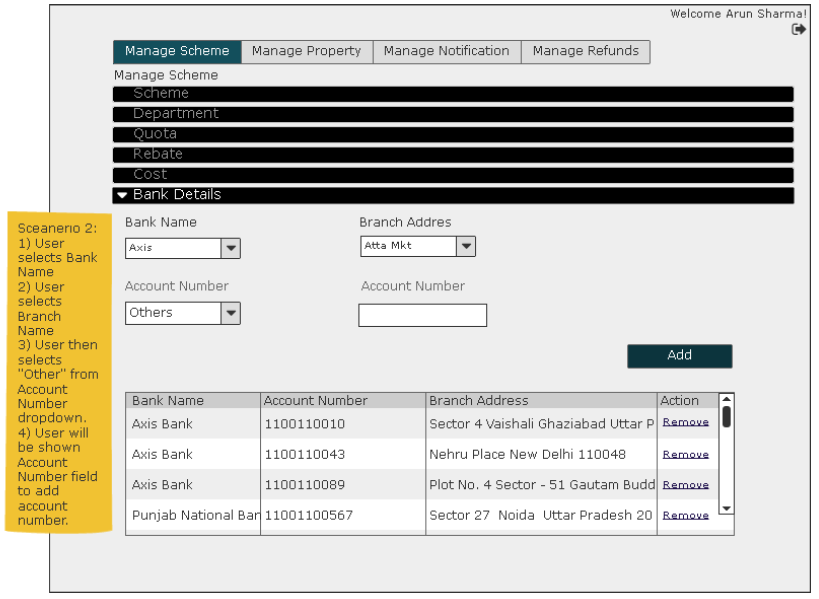 Welcome Arun Sharma!
Manage Scheme
Manage Property
Manage Notification
Manage Refunds
Manage Scheme
Scheme
Department
Quota
Rebate
Cost
Bank Details
Sceanerio 2:
1) User
selects Bank
Name
2) User
selects
Branch
Name
3) User then
selects
"Other" from
Account
Number
dropdown.
4) User will
be shown
Account
Number field
to add
account
number.
Bank Name
Branch Addres
Axis
Atta Mkt
Account Number
Account Number
Others
Add
Bank Name Account Number Branch Address Action
Axis Bank 1100110010 Sector 4 Vaishali Ghaziabad Uttar P Remove
Axis Bank 1100110043 Nehru Place New Delhi 110048 Remove
Axis Bank 1100110089 Plot No. 4 Sector - 51 Gautam Budd Remove
Punjab National Ban 11001100567 Sector 27 Noida Uttar Pradesh 20 Remove